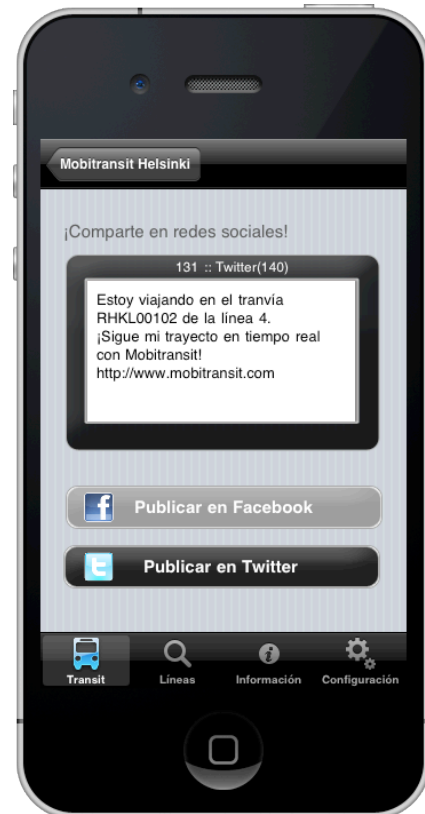 Mobitransit Helsinki
¡Comparte en redes sociales!
131 :: Twitter(140)
Estoy viajando en el tranvía
RHKL00102 de la línea 4.
¡Sigue mi trayecto en tiempo real
con Mobitransit!
http://www.mobitransit.com
Publicar en Facebook
Publicar en Twitter
Transit Líneas Información Configuración